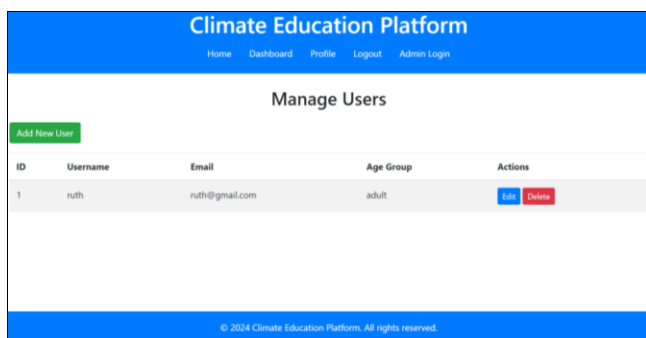 Climate Education Platform
Home Dashboard Profile Logout Admin Login
Manage Users
Add New User
ID Username Email Age Group Actions
1 ruth ruth@gmail.com adult Edit Delete
© 2024 Climate Education Platform. All rights reserved.